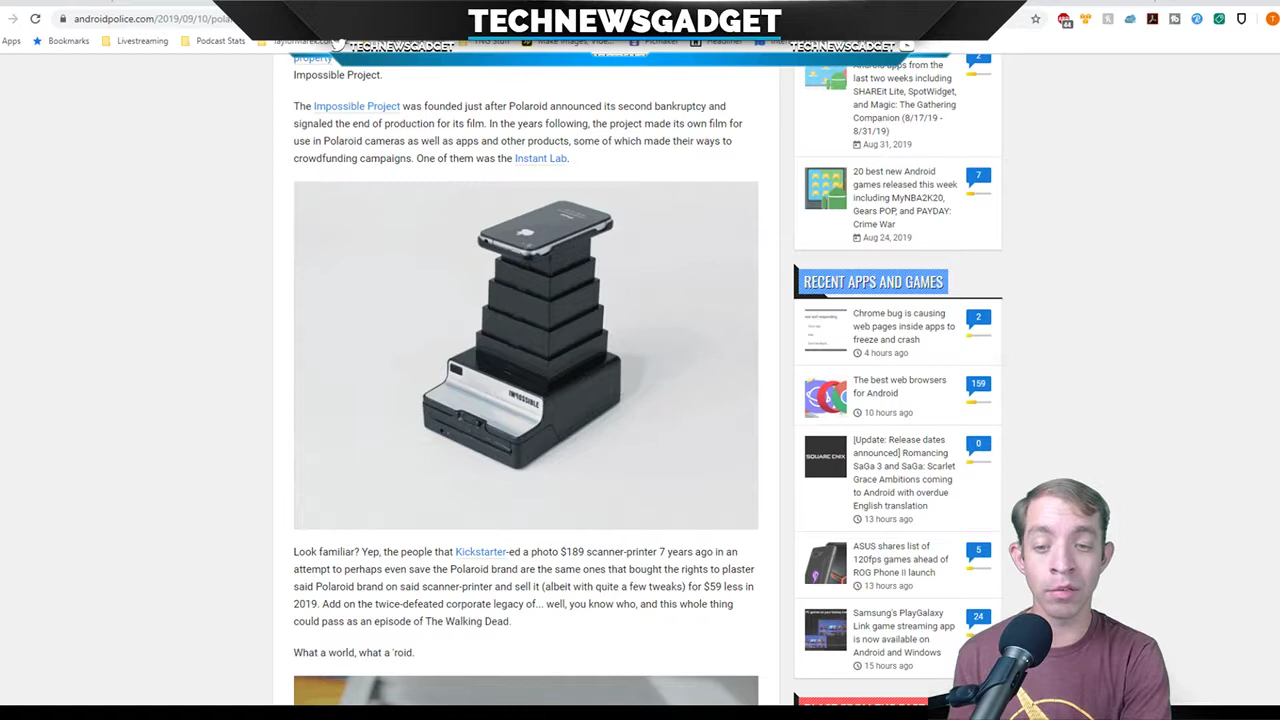 androidpolice.com/2019/09/10/pola
TECHNEWSGADGET
Apps
Bookmarks
Livestreaming
Podcast Stats
TECHNEWSGADGET
TECHNEWSGADGET
property
Impossible Project.
The Impossible Project was founded just after Polaroid announced its second bankruptcy and
signaled the end of production for its film. In the years following, the project made its own film for
use in Polaroid cameras as well as apps and other products, some of which made their ways to
crowdfunding campaigns. One of them was the Instant Lab.
IMPOSSIBLE
Look familiar? Yep, the people that Kickstarter-ed a photo $189 scanner-printer 7 years ago in an
attempt to perhaps even save the Polaroid brand are the same ones that bought the rights to plaster
said Polaroid brand on said scanner-printer and sell it (albeit with quite a few tweaks) for $59 less in
2019. Add on the twice-defeated corporate legacy of... well, you know who, and this whole thing
could pass as an episode of The Walking Dead.
What a world, what a 'roid.
Android apps from the
last two weeks including
SHAREit Lite, SpotWidget,
and Magic: The Gathering
Companion (8/17/19 -
8/31/19)
Aug 31, 2019
2
20 best new Android
games released this week
including MyNBA2K20,
Gears POP, and PAYDAY:
Crime War
Aug 24, 2019
7
RECENT APPS AND GAMES
Chrome bug is causing
web pages inside apps to
freeze and crash
4 hours ago
2
The best web browsers
for Android
10 hours ago
159
[Update: Release dates
announced] Romancing
SaGa 3 and SaGa: Scarlet
Grace Ambitions coming
to Android with overdue
English translation
13 hours ago
0
SQUARE ENIX
ASUS shares list of
120fps games ahead of
ROG Phone II launch
13 hours ago
5
Samsung's PlayGalaxy
Link game streaming app
is now available on
Android and Windows
15 hours ago
24